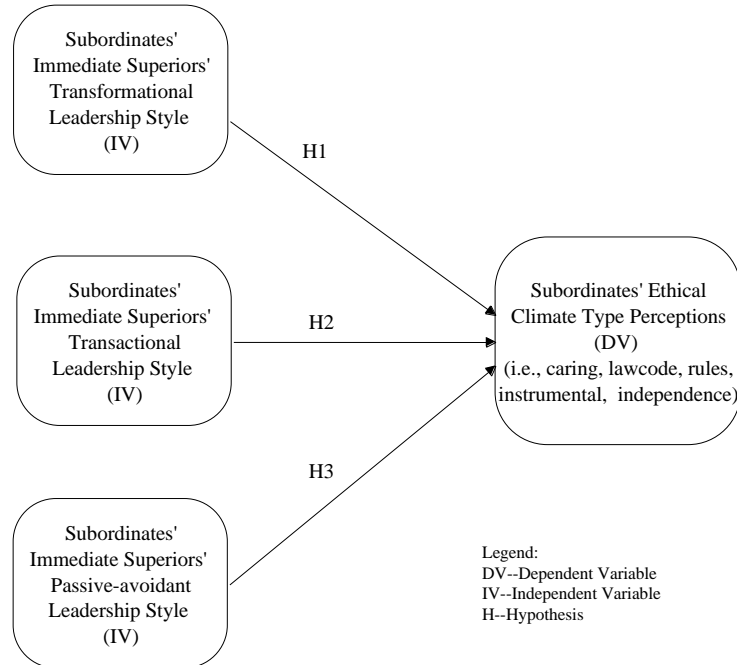 Subordinates'
Immediate Superiors'
Transformational
Leadership Style
(IV)
H1
Subordinates'
Immediate Superiors'
Transactional
Leadership Style
(IV)
H2
Subordinates' Ethical
Climate Type Perceptions
(DV)
(i.e., caring, lawcode, rules,
instrumental, independence)
H3
Subordinates'
Immediate Superiors'
Passive-avoidant
Leadership Style
(IV)
Legend:
DV--Dependent Variable
IV--Independent Variable
H--Hypothesis